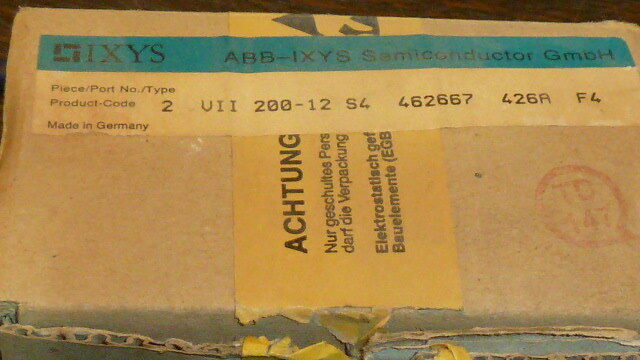 IXYS ABB-IXYS Semiconductor GmbH
Piece/Port No./Type
Product-Code 2 VII 200-12 S4 462667 426A F4
Made in Germany
ACHTUNG
Nur geschultes Pers
darf die Verpackung
Elektrostatisch gef
Bauelemente (EGB